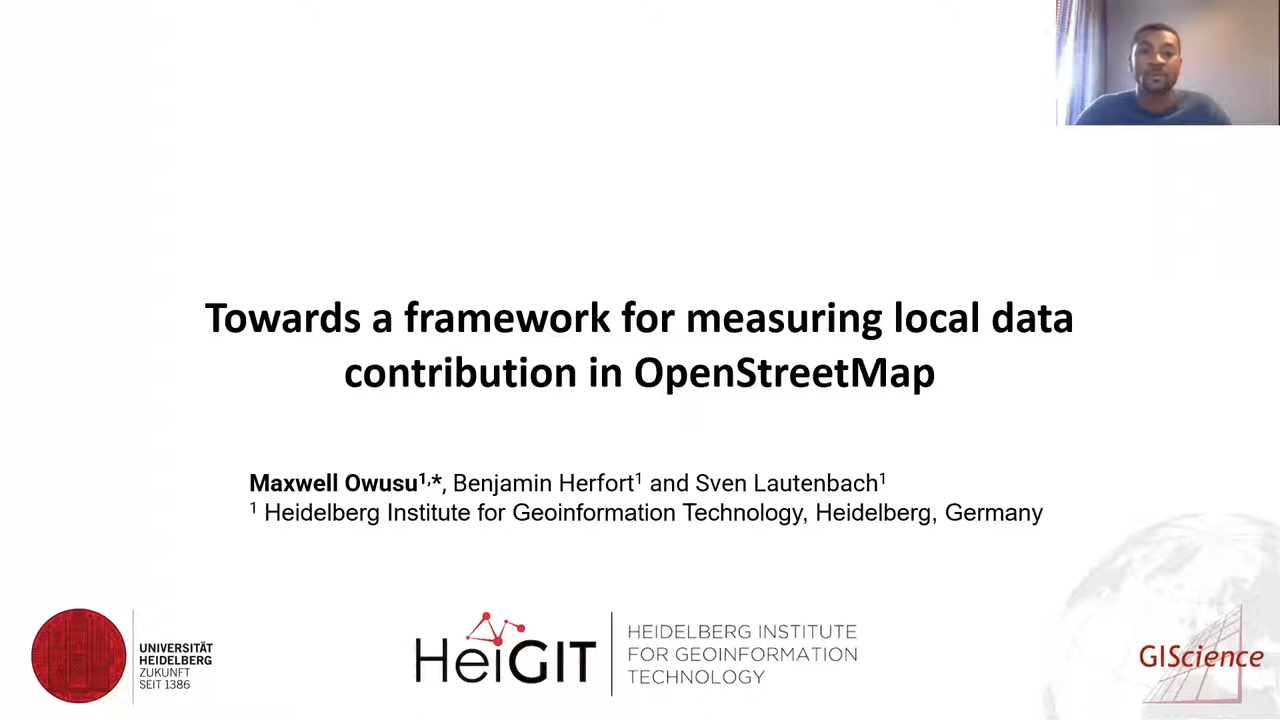 Towards a framework for measuring local data
contribution in OpenStreetMap
Maxwell Owusu¹,*, Benjamin Herfort¹ and Sven Lautenbach¹
¹ Heidelberg Institute for Geoinformation Technology, Heidelberg, Germany
UNIVERSITÄT
HEIDELBERG
ZUKUNFT
SEIT 1386
HeiGIT
HEIDELBERG INSTITUTE
FOR GEOINFORMATION
TECHNOLOGY
GIScience